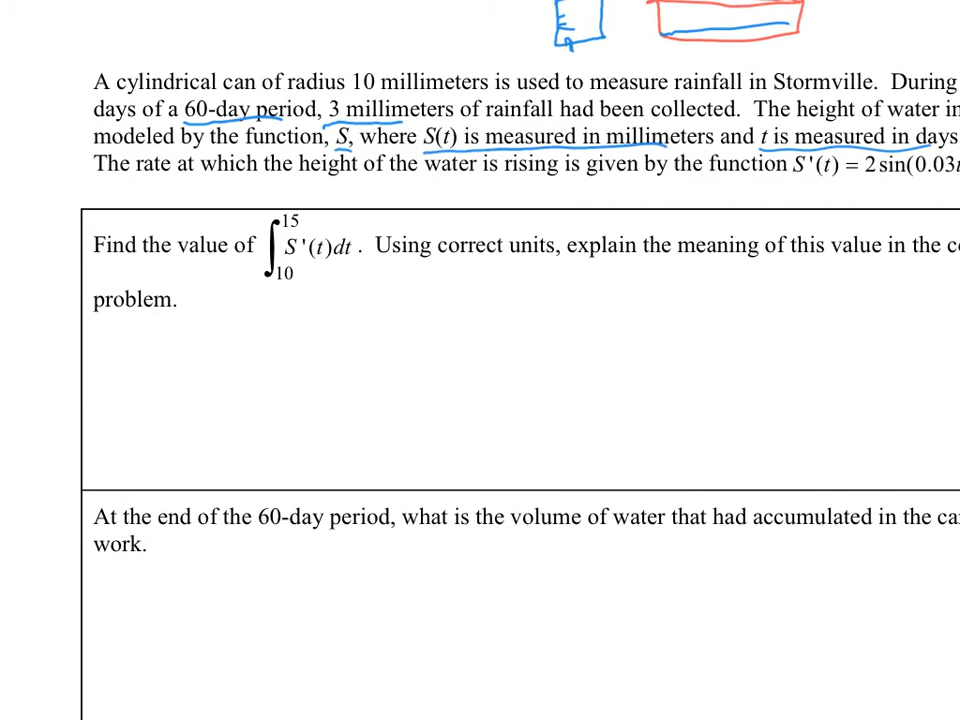 A cylindrical can of radius 10 millimeters is used to measure rainfall in Stormville. During
days of a 60-day period, 3 millimeters of rainfall had been collected. The height of water in
modeled by the function, S, where S(t) is measured in millimeters and t is measured in days
The rate at which the height of the water is rising is given by the function S'(t) = 2 sin(0.03t
Find the value of ∫₁₀¹⁵ S'(t)dt . Using correct units, explain the meaning of this value in the
problem.
At the end of the 60-day period, what is the volume of water that had accumulated in the
work.